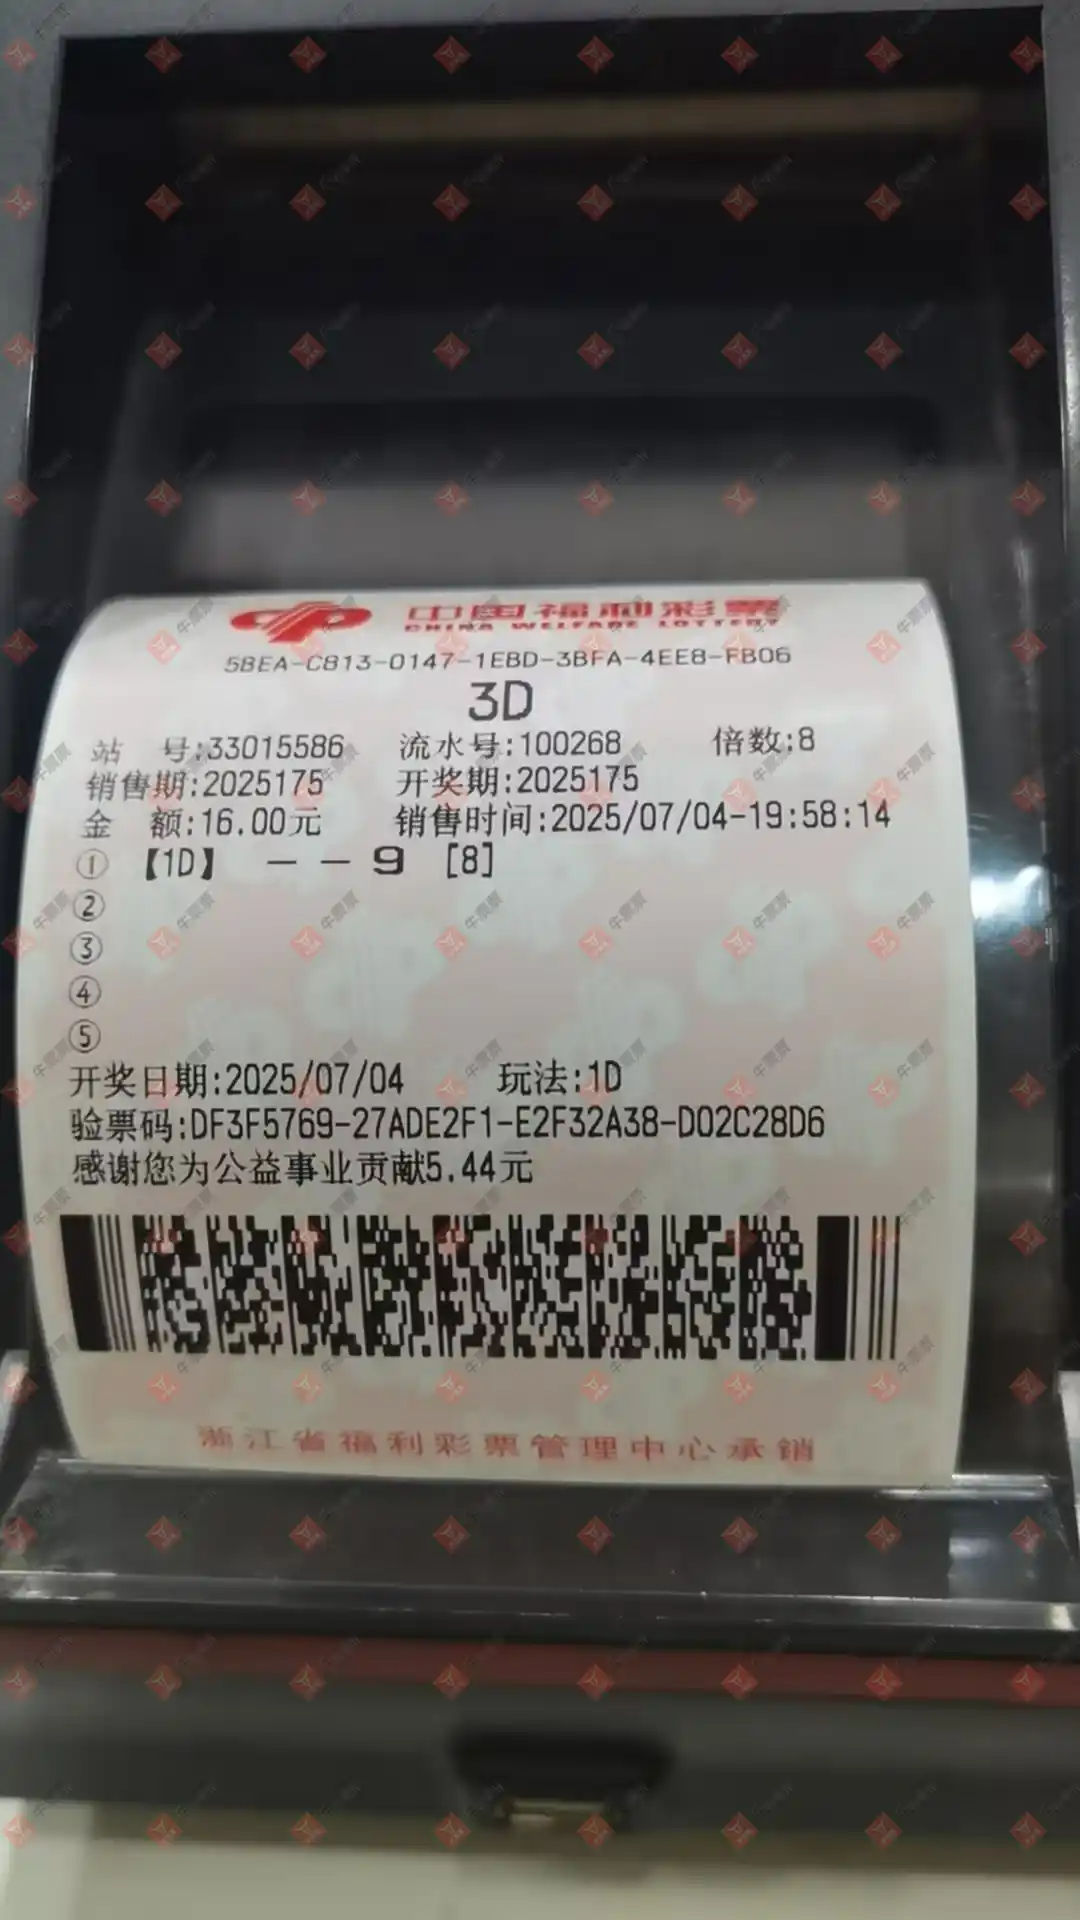 中国福利彩票
CHINA WELFARE LOTTERY
5BEA-C813-0147-1EBD-3BFA-4EE8-FB06
3D
站 号:33015586 流水号:100268 倍数:8
销售期:2025175 开奖期:2025175
金 额:16.00元 销售时间:2025/07/04-19:58:14
① 【1D】 - - 9 [8]
②
③
④
⑤
开奖日期:2025/07/04 玩法:1D
验票码:DF3F5769-27ADE2F1-E2F32A38-D02C28D6
感谢您为公益事业贡献5.44元
浙江省福利彩票管理中心承销
牛票票